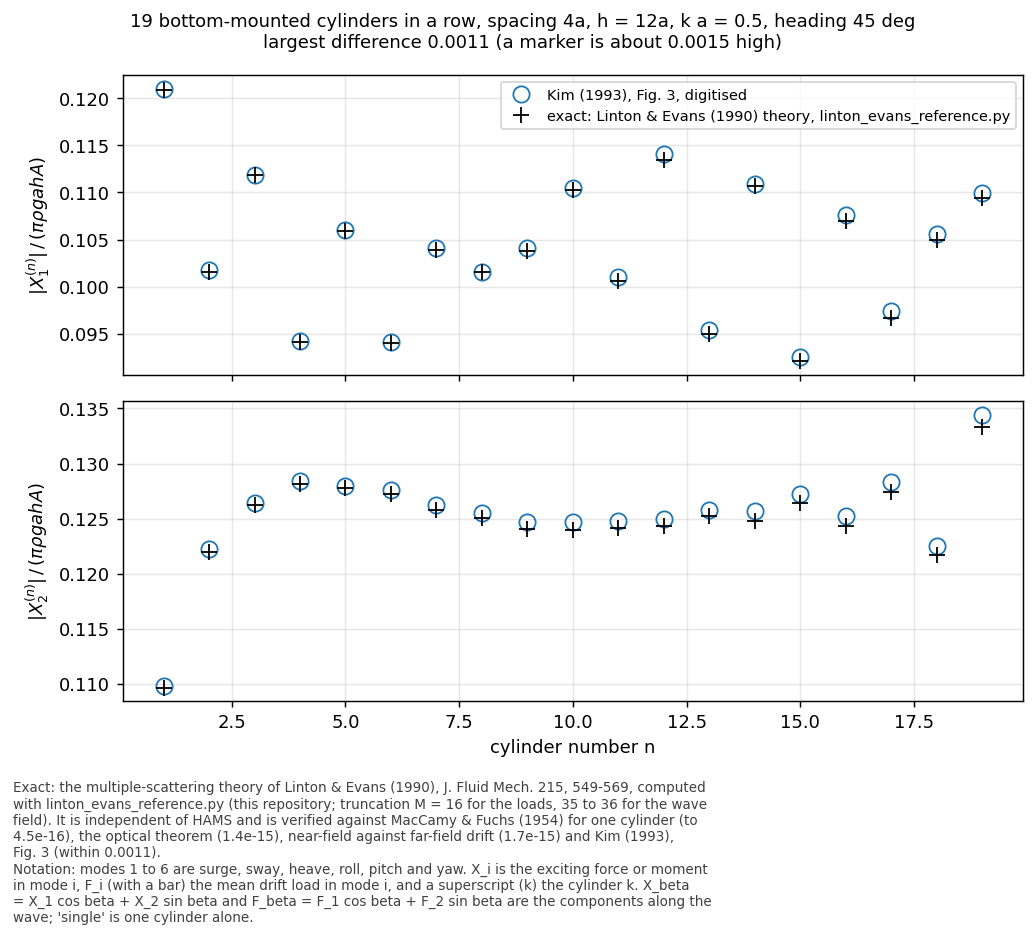 19 bottom-mounted cylinders in a row, spacing 4a, h = 12a, k a = 0.5, heading 45 deg
largest difference 0.0011 (a marker is about 0.0015 high)
Kim (1993), Fig. 3, digitised
exact: Linton & Evans (1990) theory, linton_evans_reference.py
|X₁⁽ⁿ⁾| / (πρgahA)
0.120
0.115
0.110
0.105
0.100
0.095
|X₂⁽ⁿ⁾| / (πρgahA)
0.135
0.130
0.125
0.120
0.115
0.110
2.5 5.0 7.5 10.0 12.5 15.0 17.5
cylinder number n
Exact: the multiple-scattering theory of Linton & Evans (1990), J. Fluid Mech. 215, 549-569, computed
with linton_evans_reference.py (this repository; truncation M = 16 for the loads, 35 to 36 for the wave
field). It is independent of HAMS and is verified against MacCamy & Fuchs (1954) for one cylinder (to
4.5e-16), the optical theorem (1.4e-15), near-field against far-field drift (1.7e-15) and Kim (1993),
Fig. 3 (within 0.0011).
Notation: modes 1 to 6 are surge, sway, heave, roll, pitch and yaw. X_i is the exciting force or moment
in mode i, F_i (with a bar) the mean drift load in mode i, and a superscript (k) the cylinder k. X_beta
= X_1 cos beta + X_2 sin beta and F_beta = F_1 cos beta + F_2 sin beta are the components along the
wave; 'single' is one cylinder alone.